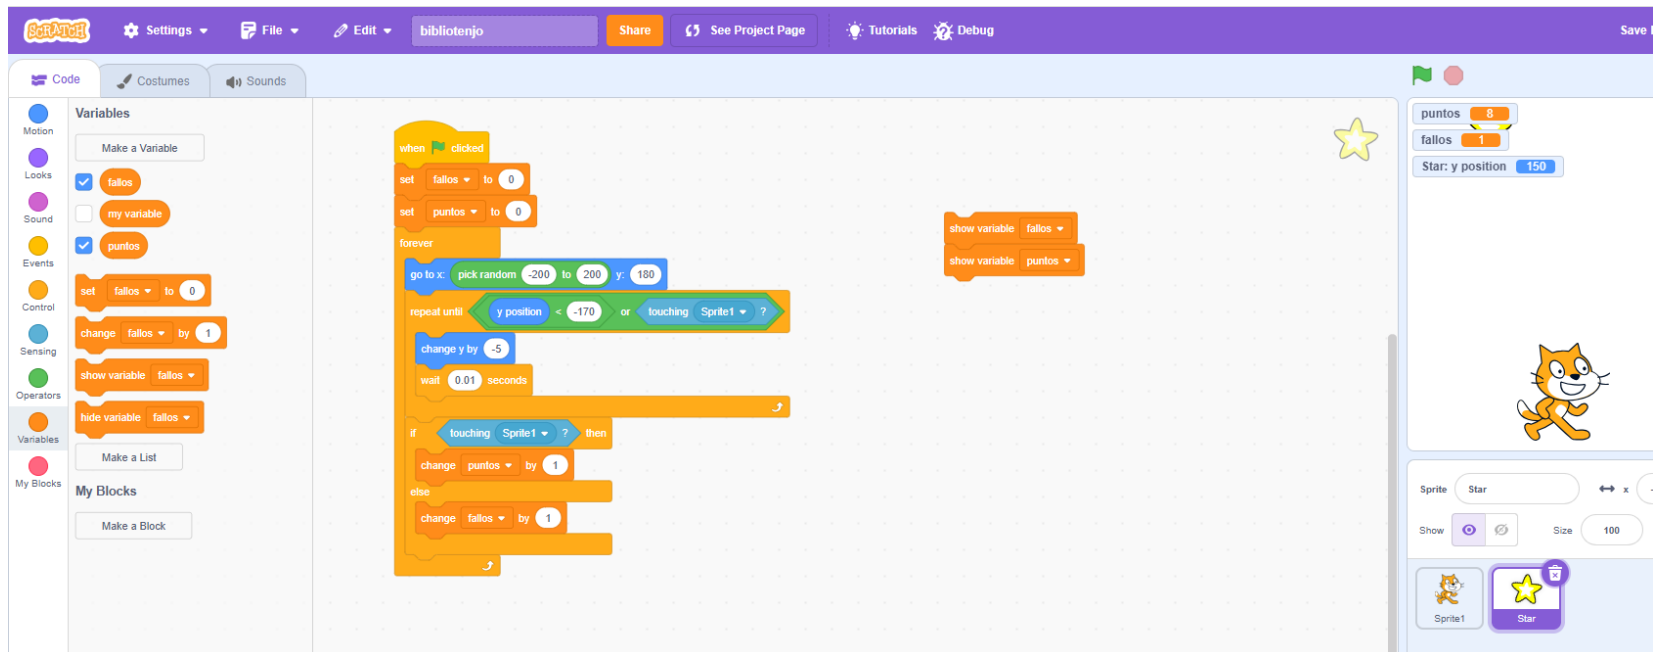 SCRATCH Settings File Edit bibliotenjo Share See Project Page Tutorials Debug Save
Code Costumes Sounds
Motion
Looks
Sound
Events
Control
Sensing
Operators
Variables
My Blocks
Variables
Make a Variable
fallos
my variable
puntos
set fallos to 0
change fallos by 1
show variable fallos
hide variable fallos
Make a List
My Blocks
Make a Block
when clicked
set fallos to 0
set puntos to 0
forever
go to x: pick random -200 to 200 y: 180
repeat until y position < -170 or touching Sprite1 ?
change y by -5
wait 0.01 seconds
if touching Sprite1 ? then
change puntos by 1
else
change fallos by 1
show variable fallos
show variable puntos
puntos 8
fallos 1
Star: y position 150
Sprite Star x
Show Size 100
Sprite1
Star